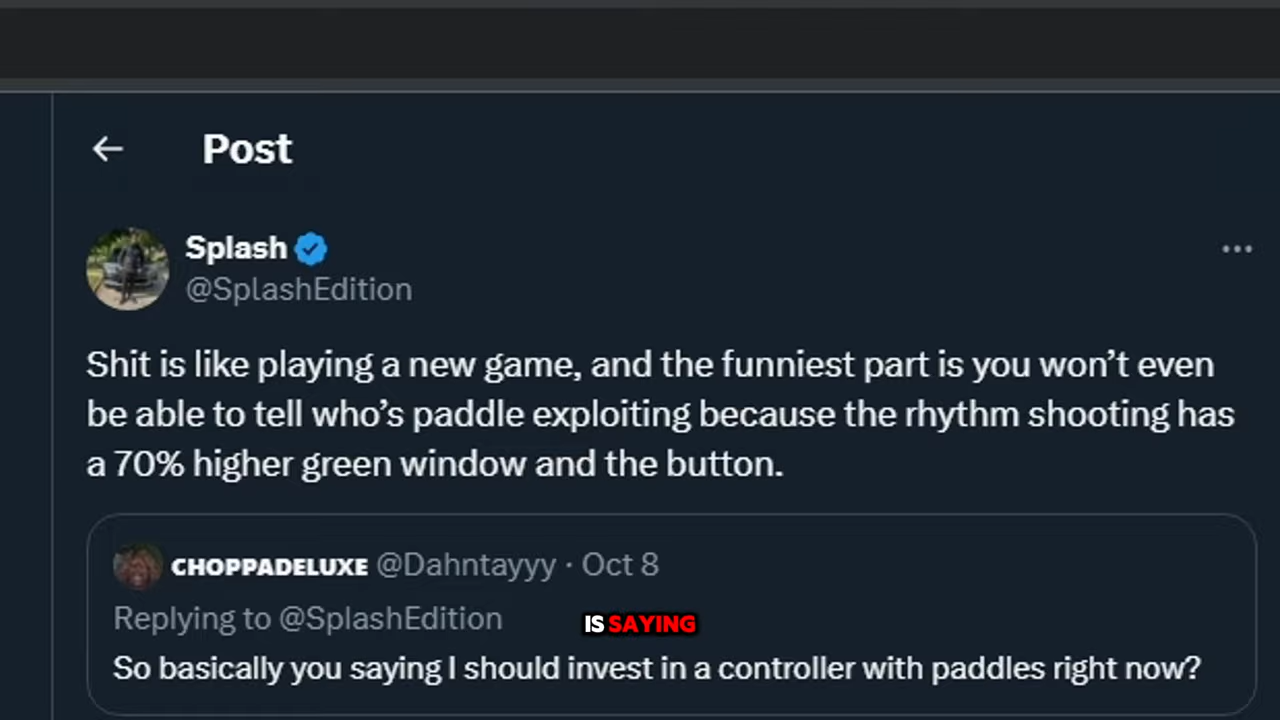 Post
Splash
@SplashEdition
Shit is like playing a new game, and the funniest part is you won’t even
be able to tell who’s paddle exploiting because the rhythm shooting has
a 70% higher green window and the button.
CHOPPADELUXE @Dahntayyy · Oct 8
Replying to @SplashEdition
IS SAYING
So basically you saying I should invest in a controller with paddles right now?